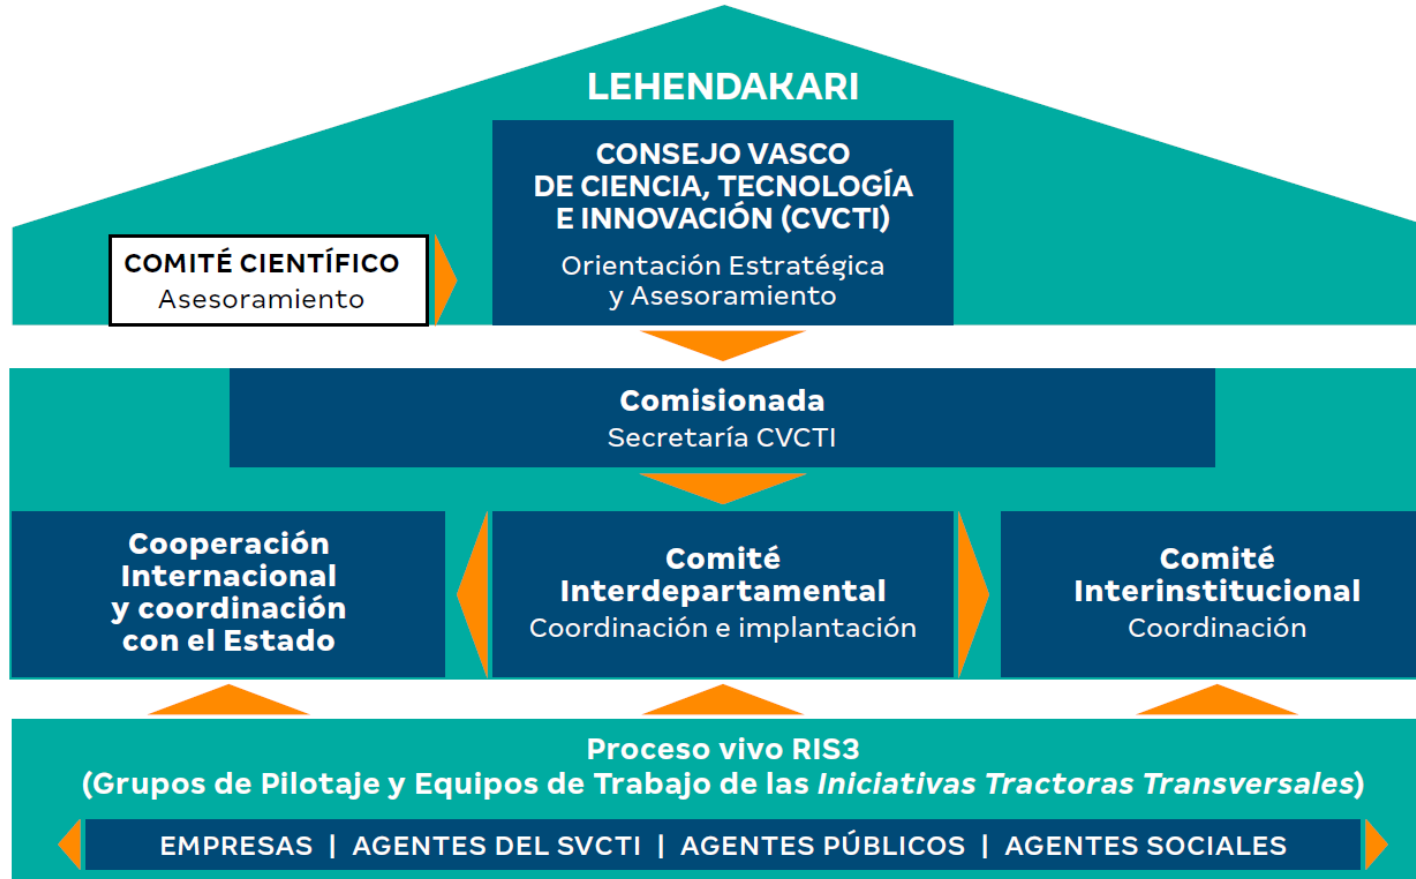 LEHENDAKARI
CONSEJO VASCO
DE CIENCIA, TECNOLOGÍA
E INNOVACIÓN (CVCTI)
Orientación Estratégica
y Asesoramiento
COMITÉ CIENTÍFICO
Asesoramiento
Comisionada
Secretaría CVCTI
Cooperación
Internacional
y coordinación
con el Estado
Comité
Interdepartamental
Coordinación e implantación
Comité
Interinstitucional
Coordinación
Proceso vivo RIS3
(Grupos de Pilotaje y Equipos de Trabajo de las Iniciativas Tractoras Transversales)
EMPRESAS | AGENTES DEL SVCTI | AGENTES PÚBLICOS | AGENTES SOCIALES